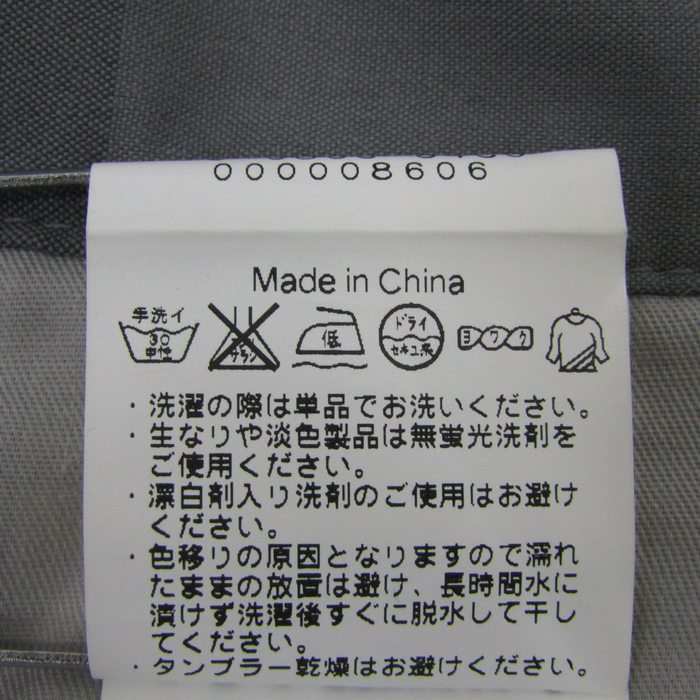 000008606
Made in China
手洗イ
30
中性
低
ドライ
セキユ系
ヨワク
・洗濯の際は単品でお洗いください。
・生なりや淡色製品は無蛍光洗剤を
ご使用ください。
・漂白剤入り洗剤のご使用はお避け
ください。
・色移りの原因となりますので濡れ
たままの放置は避け、長時間水に
漬けず洗濯後すぐに脱水して干し
てください。
・タンブラー乾燥はお避けください。